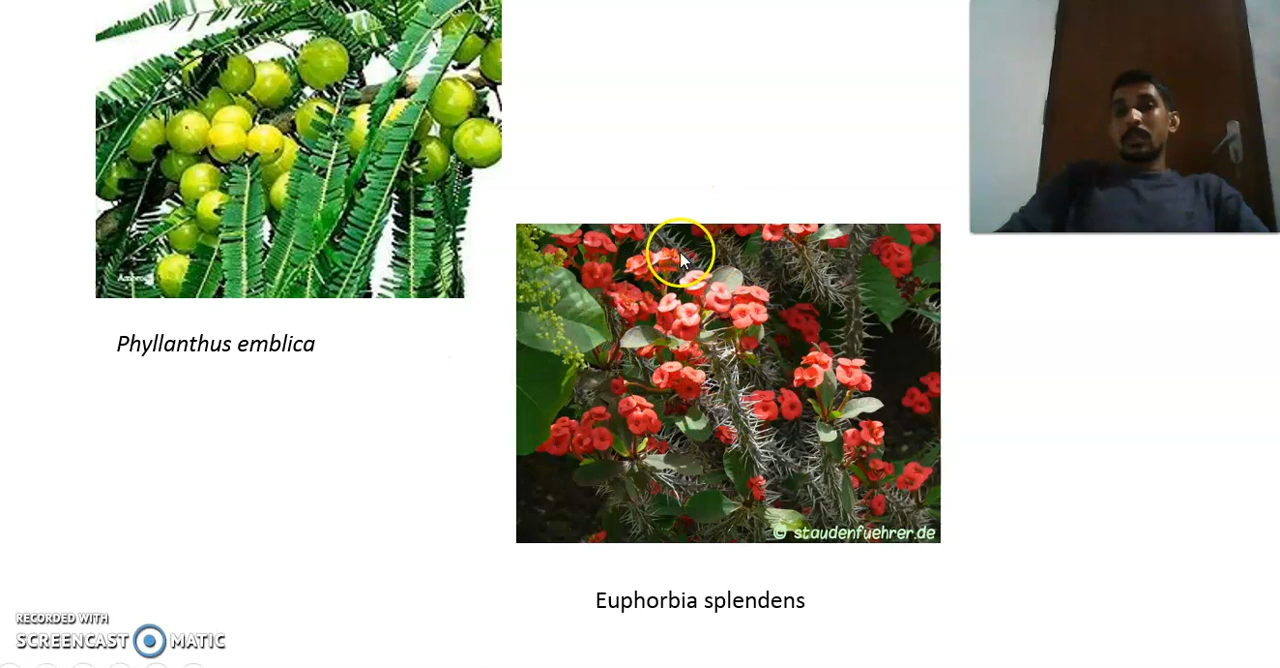 Phyllanthus emblica
© staudenfuehrer.de
Euphorbia splendens
RECORDED WITH
SCREENCAST MATIC